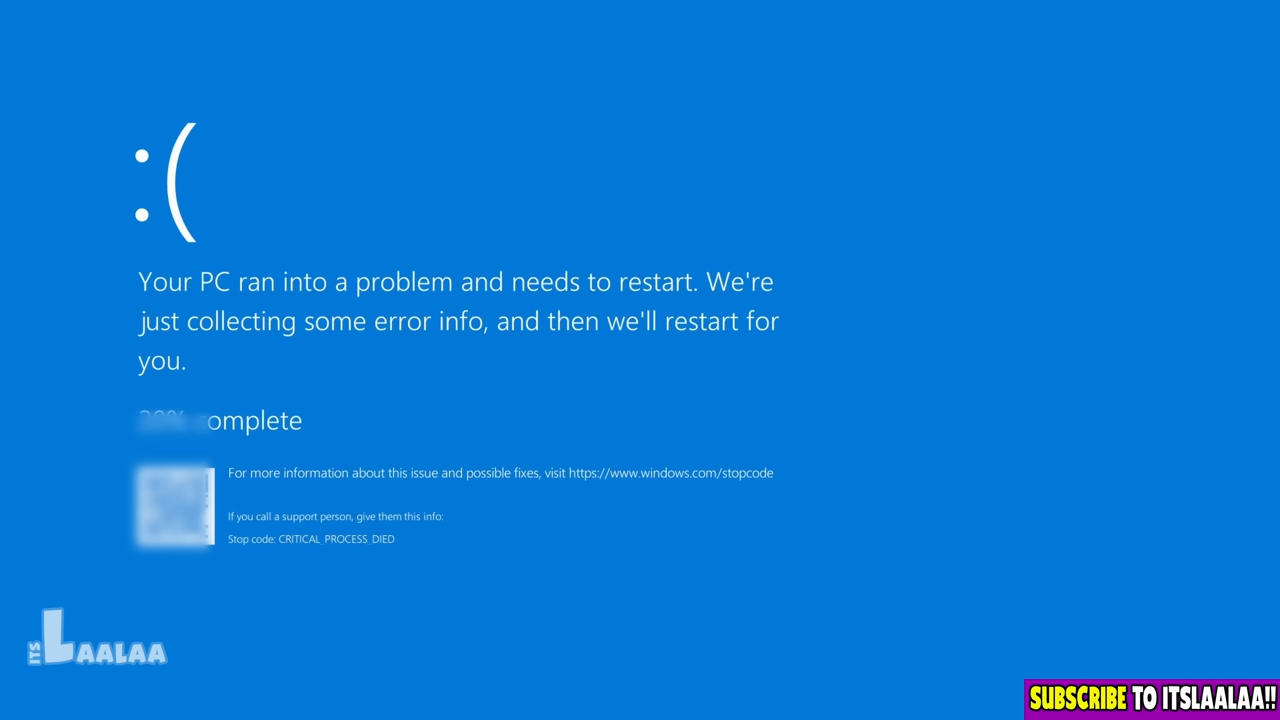 :(
Your PC ran into a problem and needs to restart. We're
just collecting some error info, and then we'll restart for
you.
complete
For more information about this issue and possible fixes, visit https://www.windows.com/stopcode
If you call a support person, give them this info:
Stop code: CRITICAL_PROCESS_DIED
ITS LAALAA
SUBSCRIBE TO ITSLAALAA!!